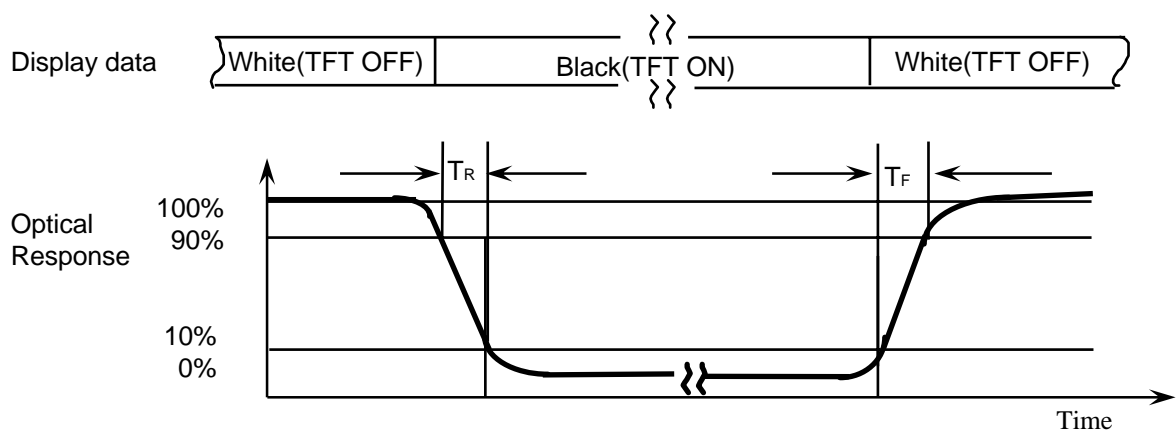 Display data
White(TFT OFF)
Black(TFT ON)
White(TFT OFF)
TR
TF
Optical
Response
100%
90%
10%
0%
Time